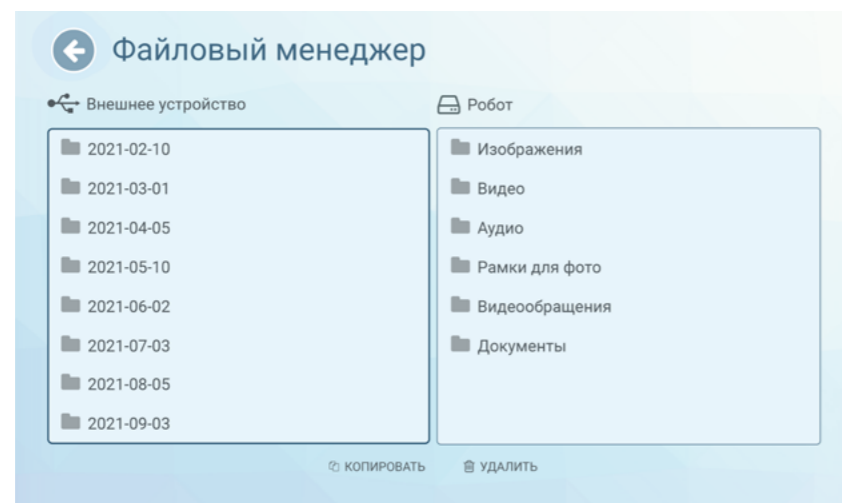 Файловый менеджер
Внешнее устройство
2021-02-10
2021-03-01
2021-04-05
2021-05-10
2021-06-02
2021-07-03
2021-08-05
2021-09-03
Робот
Изображения
Видео
Аудио
Рамки для фото
Видеообращения
Документы
КОПИРОВАТЬ
УДАЛИТЬ